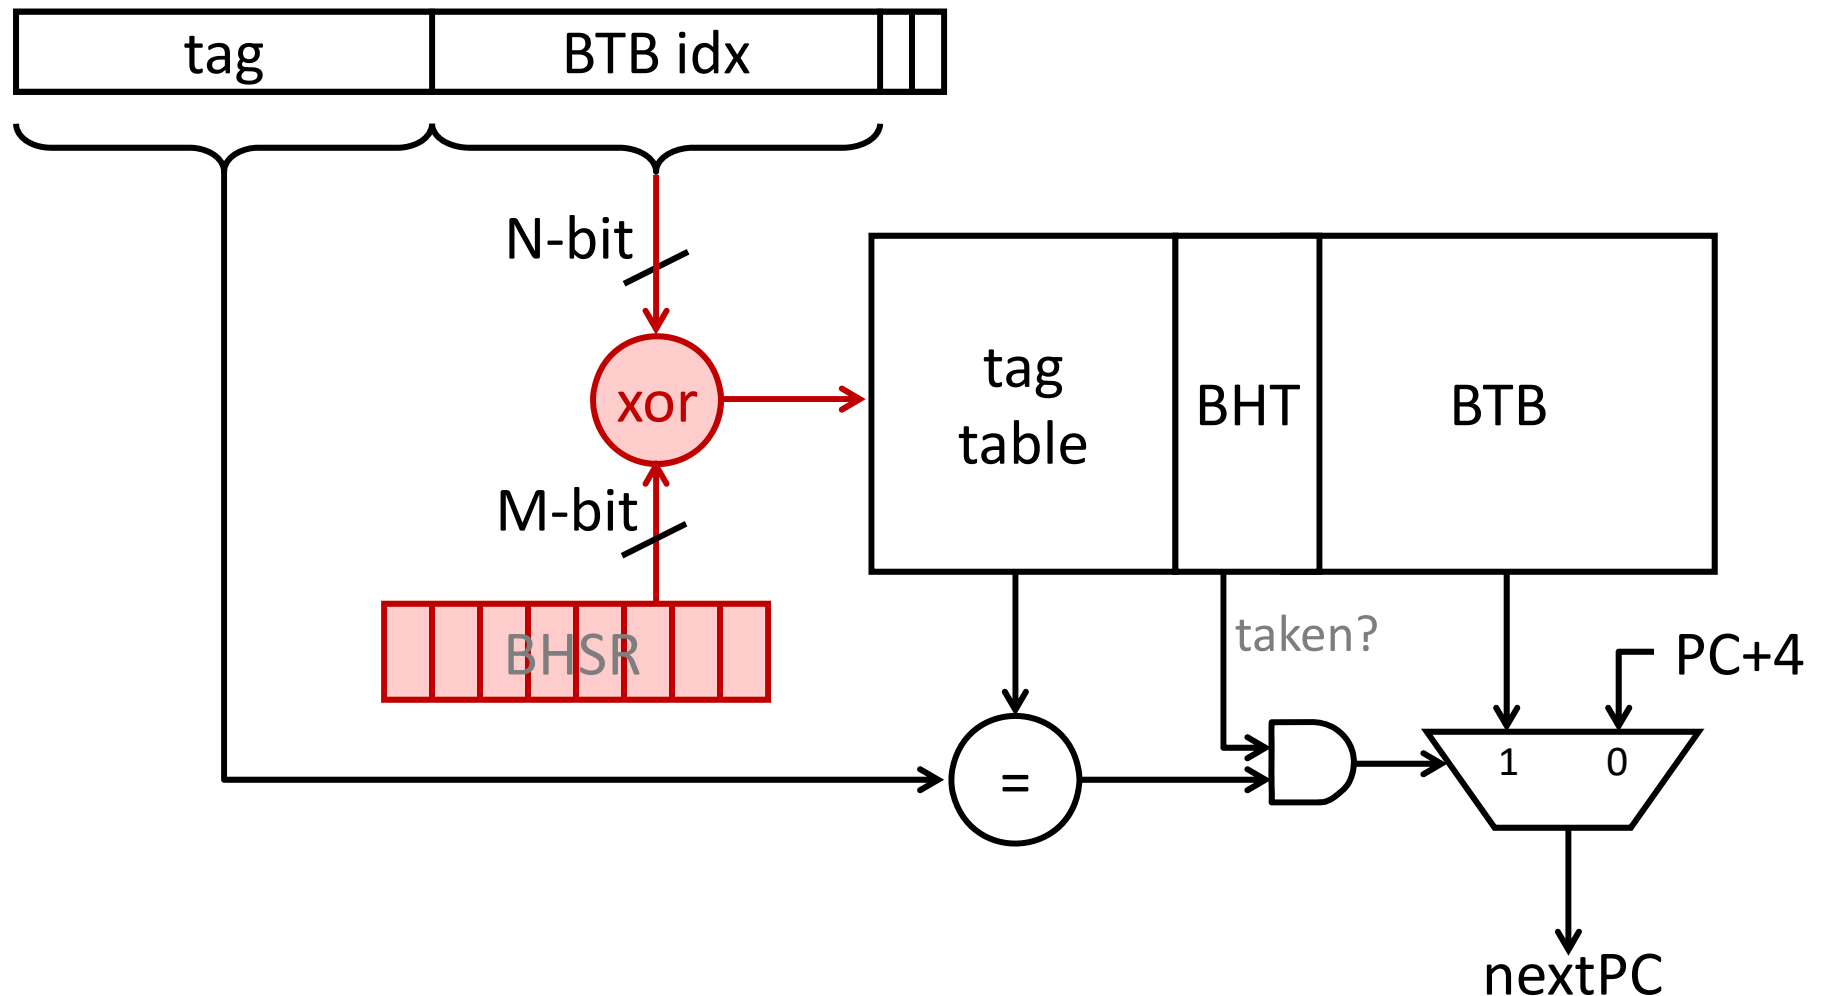 tag
BTB idx
N-bit
xor
M-bit
BHSR
tag
table
BHT
BTB
taken?
PC+4
=
1
0
nextPC